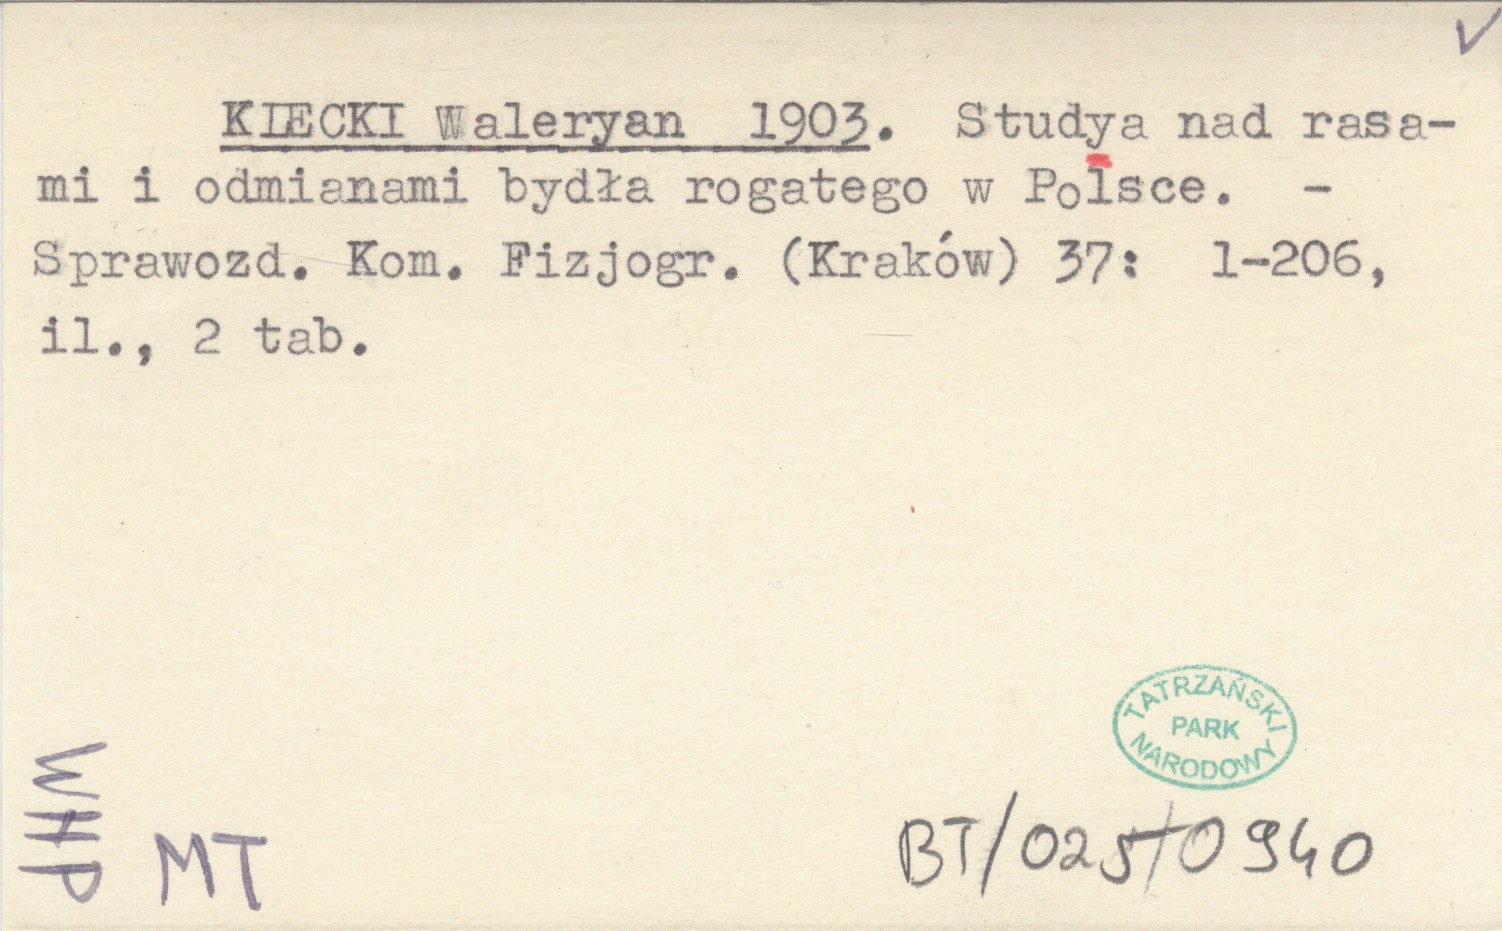 KIECKI Waleryan 1903. Studya nad rasa-
mi i odmianami bydła rogatego w Polsce. -
Sprawozd. Kom. Fizjogr. (Kraków) 37: 1-206,
il., 2 tab.
TATRZAŃSKI
PARK
NARODOWY
WHP
MT
BT/025/0940